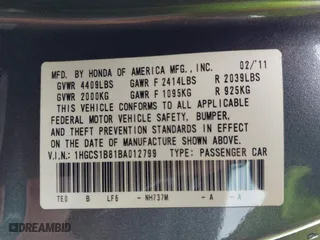 MFD. BY HONDA OF AMERICA MFG.,INC. 02/'11
GVWR 4409LBS GAWR F 2414LBS R 2039LBS
GVWR 2000KG GAWR F 1095KG R 925KG
THIS VEHICLE CONFORMS TO ALL APPLICABLE
FEDERAL MOTOR VEHICLE SAFETY, BUMPER,
AND THEFT PREVENTION STANDARDS IN EFFECT
ON THE DATE OF MANUFACTURE SHOWN ABOVE.
V.I.N.: 1HGCS1B81BA012799 TYPE: PASSENGER CAR
TE0 B LF6 - NH737M - A - A
DREAMBID